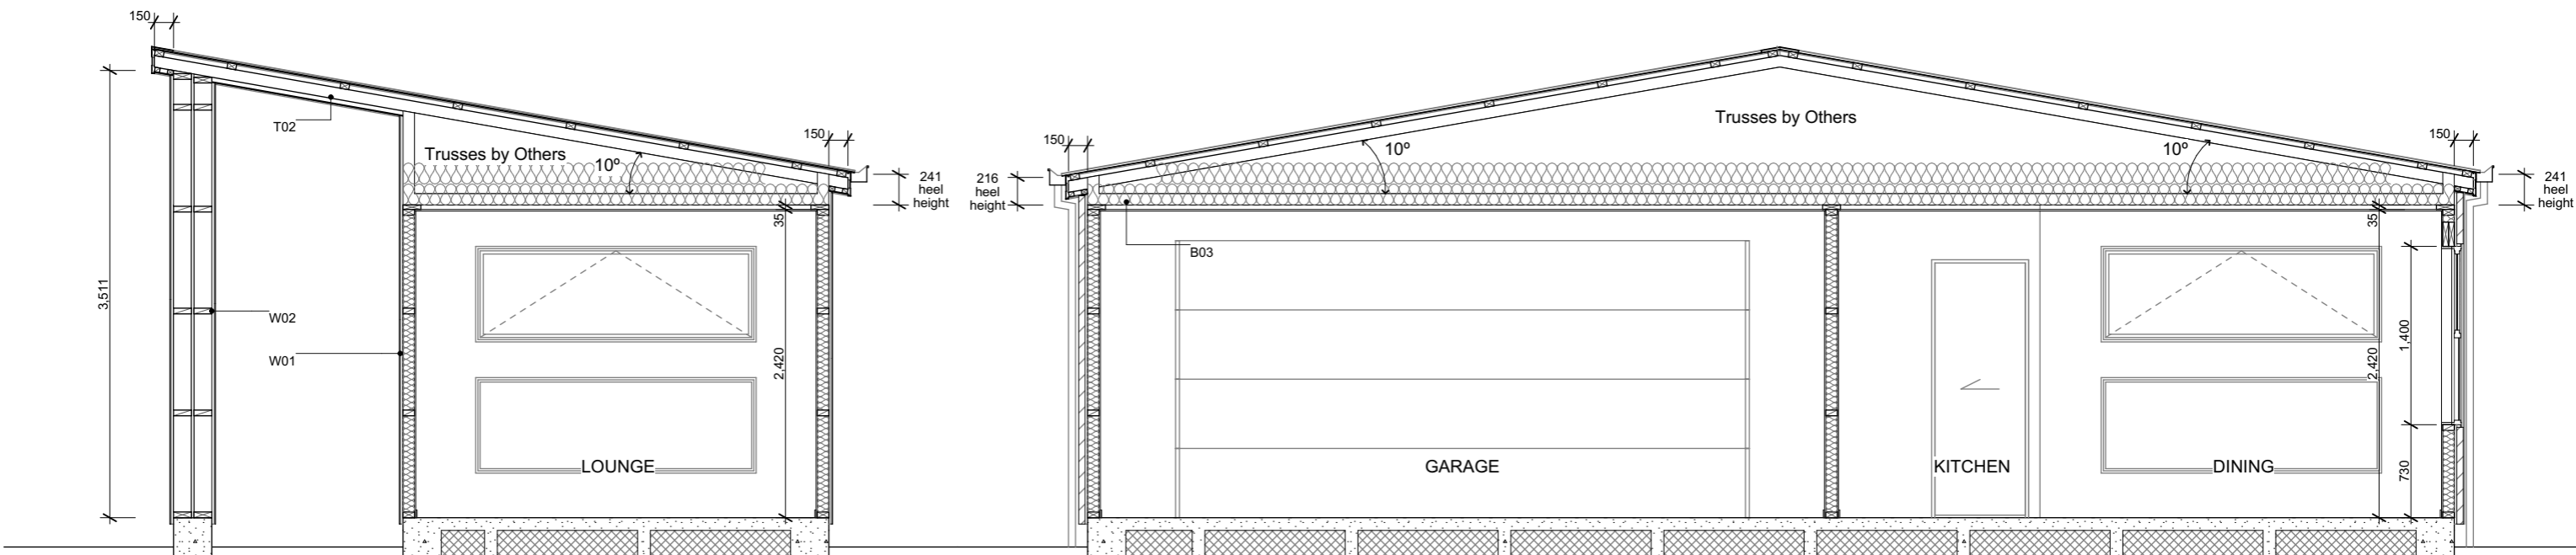 150
3,511
T02
W02
W01
Trusses by Others
10º
150
241
heel
height
35
2,420
LOUNGE
150
216
heel
height
B03
10º
Trusses by Others
10º
150
241
heel
height
35
2,420
1,400
730
GARAGE
KITCHEN
DINING